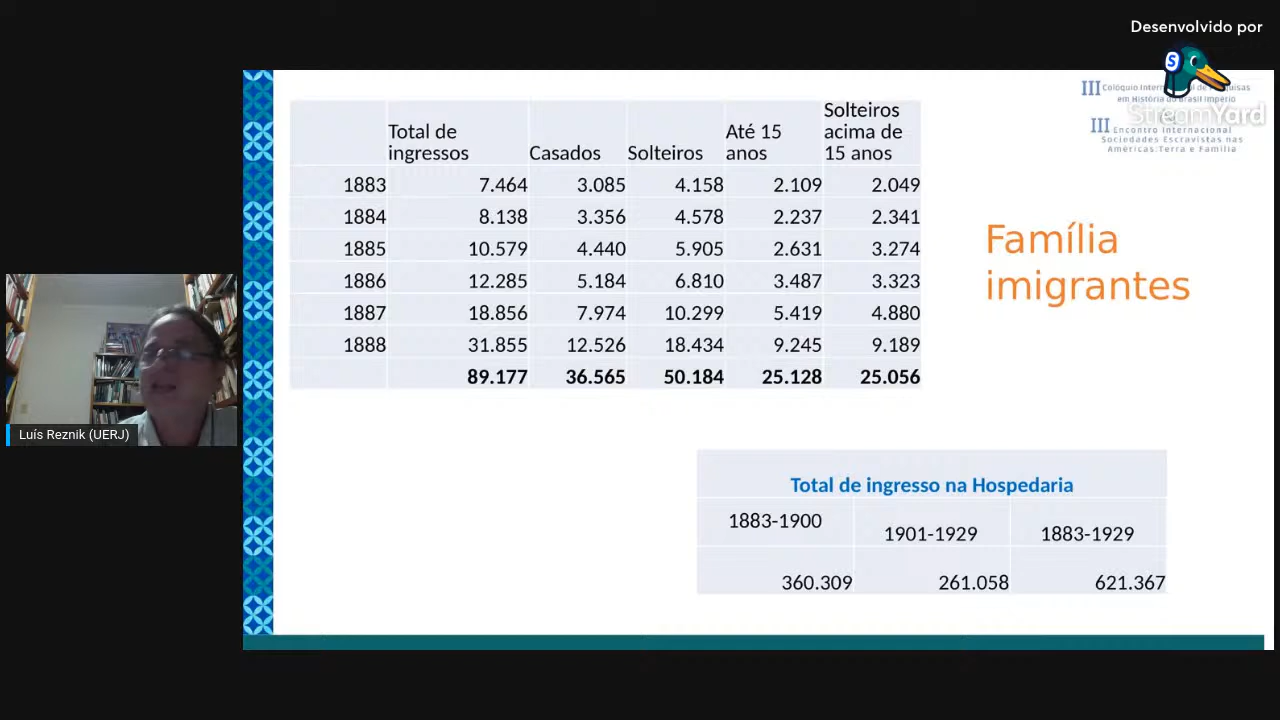 Desenvolvido por
StreamYard
III Colóquio Internacional de Pesquisas
em História do Brasil Império
III Encontro Internacional
Sociedades Escravistas nas
Américas:Terra e Família
Total de ingressos Casados Solteiros Até 15 anos Solteiros acima de 15 anos
1883 7.464 3.085 4.158 2.109 2.049
1884 8.138 3.356 4.578 2.237 2.341
1885 10.579 4.440 5.905 2.631 3.274
1886 12.285 5.184 6.810 3.487 3.323
1887 18.856 7.974 10.299 5.419 4.880
1888 31.855 12.526 18.434 9.245 9.189
89.177 36.565 50.184 25.128 25.056
Família
imigrantes
Luís Reznik (UERJ)
Total de ingresso na Hospedaria
1883-1900 1901-1929 1883-1929
360.309 261.058 621.367